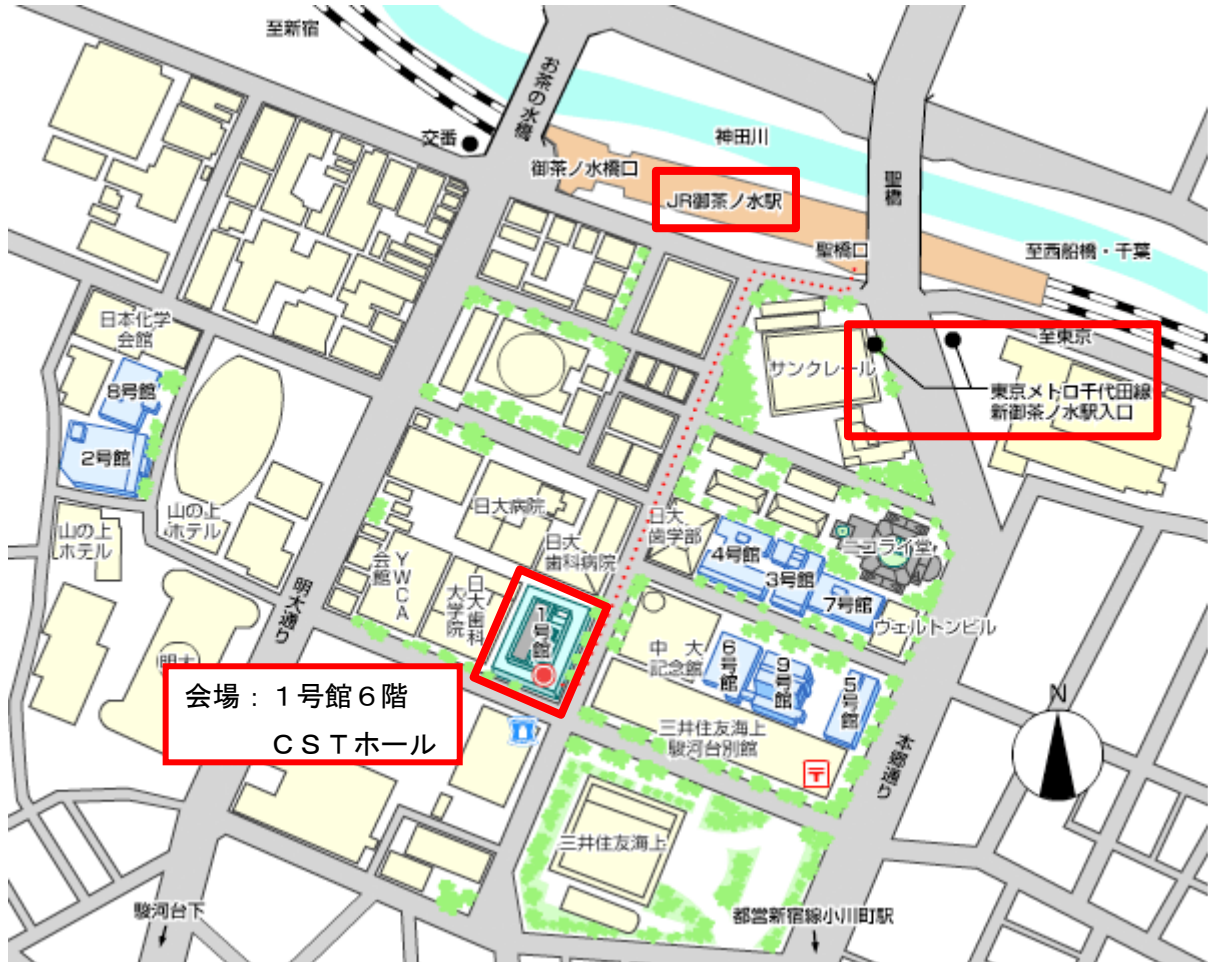 至新宿
お茶の水橋
交番
神田川
御茶ノ水橋口
JR御茶ノ水駅
聖橋
聖橋口
至西船橋・千葉
至東京
日本化学
会館
サンクレール
東京メトロ千代田線
新御茶ノ水駅入口
8号館
2号館
山の上
ホテル
山の上
ホテル
日大病院
日大
歯科病院
日大
歯学部
4号館
3号館
7号館
ニコライ堂
ウェルトンビル
YWCA
会館
日大歯科
大学院
1号館
明大通り
明大
中大
記念館
6号館
9号館
5号館
会場：１号館６階
ＣＳＴホール
三井住友海上
駿河台別館
〒
本郷通り
N
三井住友海上
駿河台下
都営新宿線小川町駅